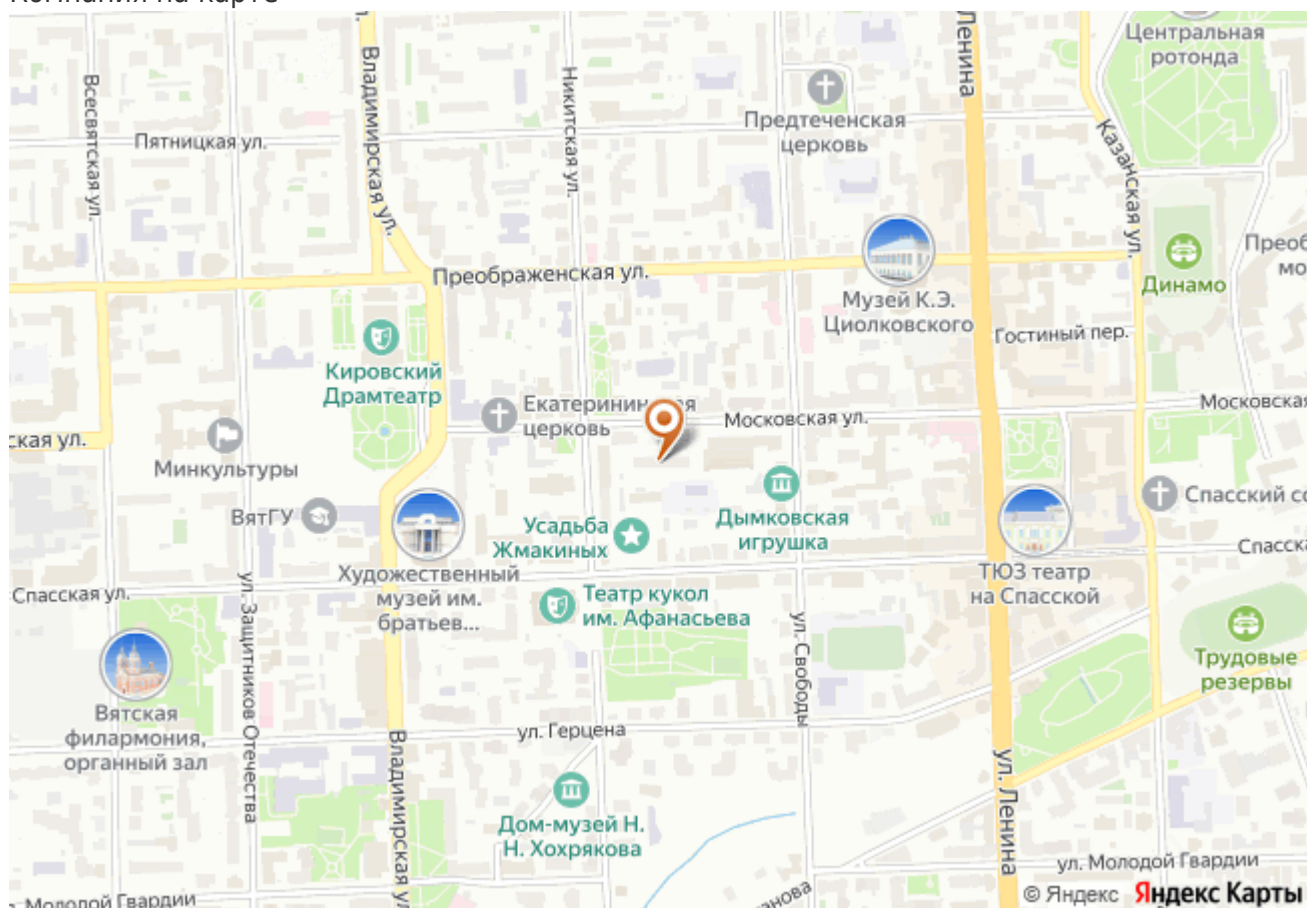 Компания на карте
Центральная
ротонда
Ленина
Владимирская ул.
Всесвятская ул.
Никитская ул.
Пятницкая ул.
Предтеченская
церковь
Казанская ул.
Преображенская ул.
Динамо
Музей К.Э.
Циолковского
Гостиный пер.
Кировский
Драмтеатр
Екатерининская
церковь
Московская ул.
Московская
ская ул.
Минкультуры
ВятГУ
Усадьба
Жмакиных
Дымковская
игрушка
Спасский со
Спасская ул.
Художественный
музей им.
братьев...
Театр кукол
им. Афанасьева
ТЮЗ театр
на Спасской
ул. Защитников Отечества
ул. Свободы
Трудовые
резервы
Вятская
филармония,
органный зал
ул. Герцена
Владимирская ул
ул. Ленина
Дом-музей Н.
Н. Хохрякова
ул. Молодой Гвардии
Молодой Гвардии
© Яндекс Яндекс Карты